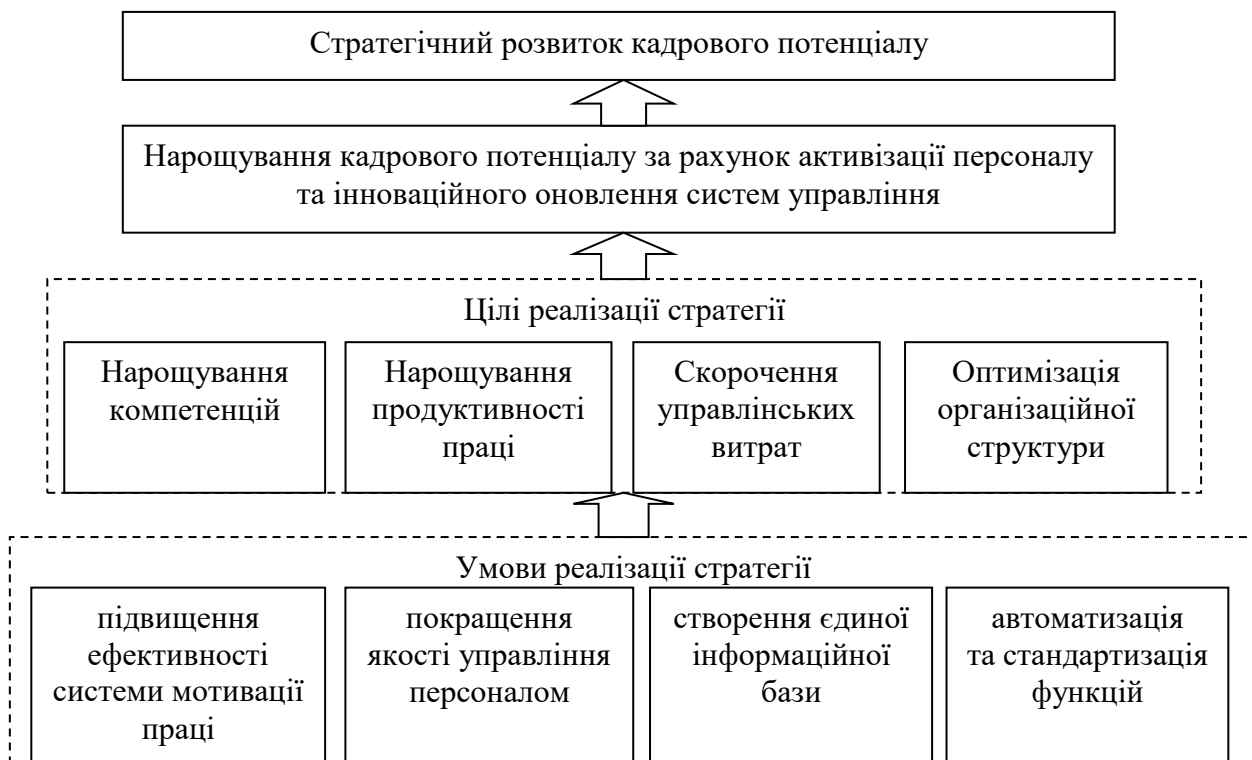 Стратегічний розвиток кадрового потенціалу
Нарощування кадрового потенціалу за рахунок активізації персоналу
та інноваційного оновлення систем управління
Цілі реалізації стратегії
Нарощування
компетенцій
Нарощування
продуктивності
праці
Скорочення
управлінських
витрат
Оптимізація
організаційної
структури
Умови реалізації стратегії
підвищення
ефективності
системи мотивації
праці
покращення
якості управління
персоналом
створення єдиної
інформаційної
бази
автоматизація
та стандартизація
функцій